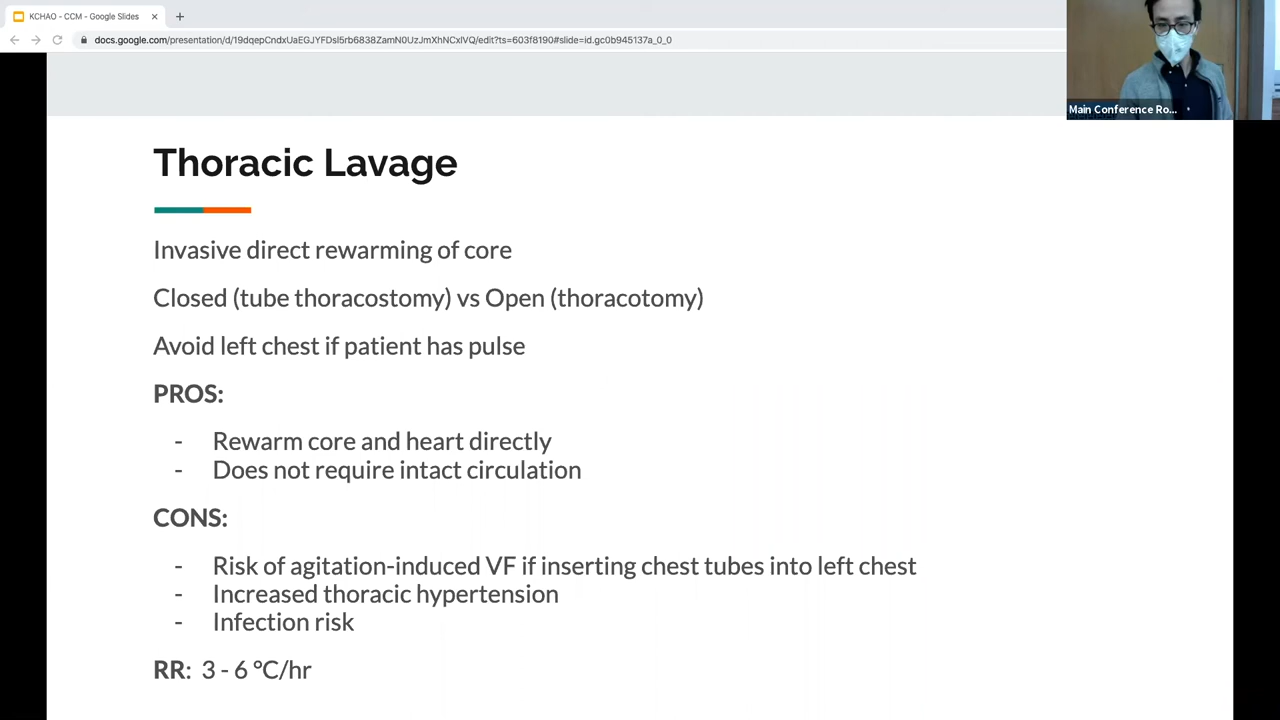 KCHAO - CCM - Google Slides
docs.google.com/presentation/d/19dqepCndxUaEGJYFDsI5rb6838ZamN0UzJmXhNCxIVQ/edit?ts=603f8190#slide=id.gc0b945137a_0_0
Main Conference Ro...
Thoracic Lavage
Invasive direct rewarming of core
Closed (tube thoracostomy) vs Open (thoracotomy)
Avoid left chest if patient has pulse
PROS:
- Rewarm core and heart directly
- Does not require intact circulation
CONS:
- Risk of agitation-induced VF if inserting chest tubes into left chest
- Increased thoracic hypertension
- Infection risk
RR: 3 - 6 °C/hr